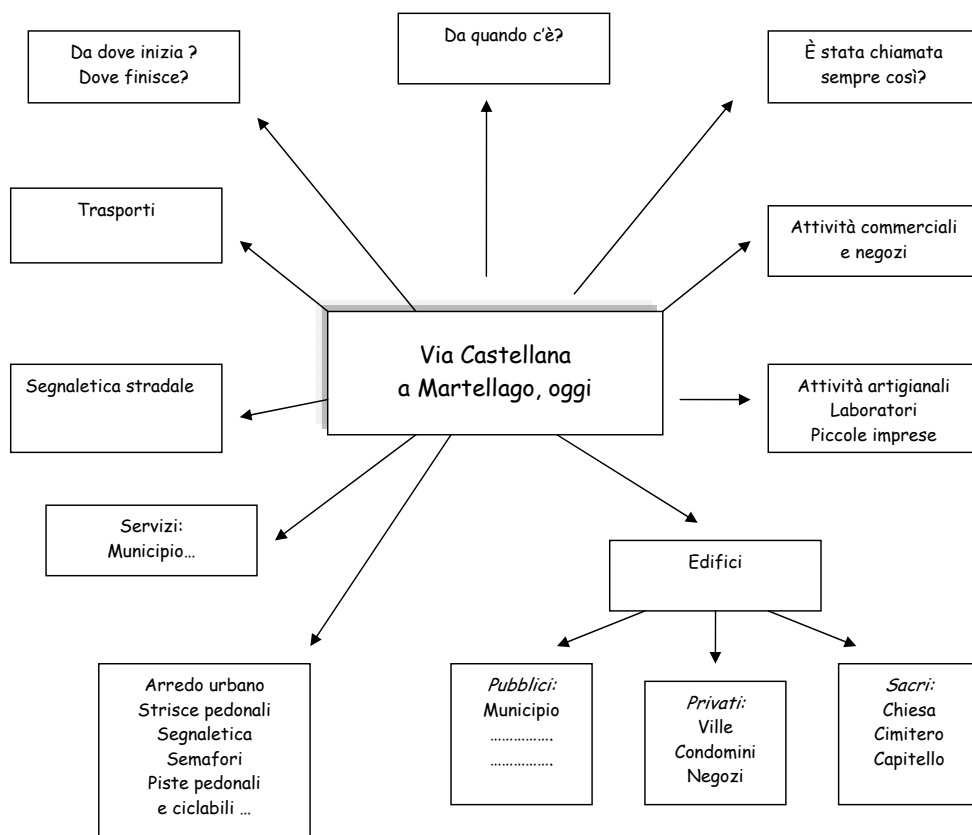 Da dove inizia ?
Dove finisce?
Da quando c'è?
È stata chiamata
sempre così?
Trasporti
Attività commerciali
e negozi
Via Castellana
a Martellago, oggi
Segnaletica stradale
Attività artigianali
Laboratori
Piccole imprese
Servizi:
Municipio…
Edifici
Arredo urbano
Strisce pedonali
Segnaletica
Semafori
Piste pedonali
e ciclabili …
Pubblici:
Municipio
…………….
…………….
Privati:
Ville
Condomini
Negozi
Sacri:
Chiesa
Cimitero
Capitello